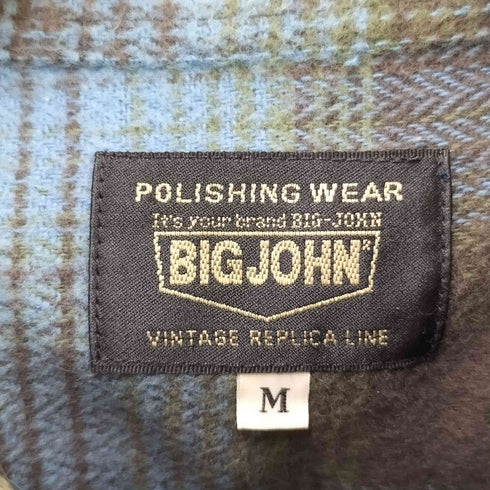 POLISHING WEAR
It's your brand BIG-JOHN
BIGJOHN®
VINTAGE REPLICA LINE
M